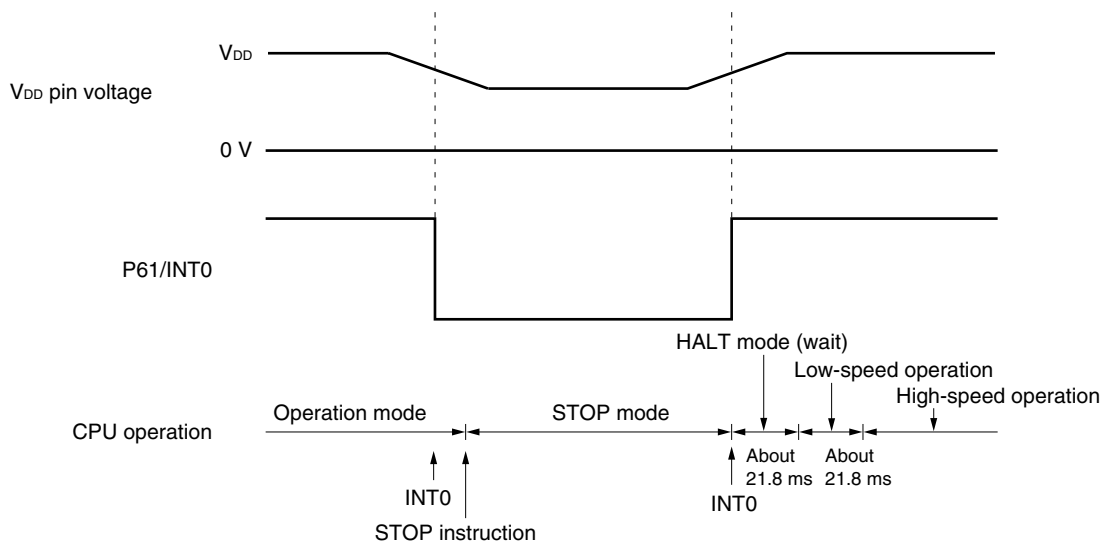 VDD
VDD pin voltage
0 V
P61/INT0
HALT mode (wait)
Low-speed operation
High-speed operation
Operation mode
STOP mode
CPU operation
About
21.8 ms
About
21.8 ms
INT0
INT0
STOP instruction